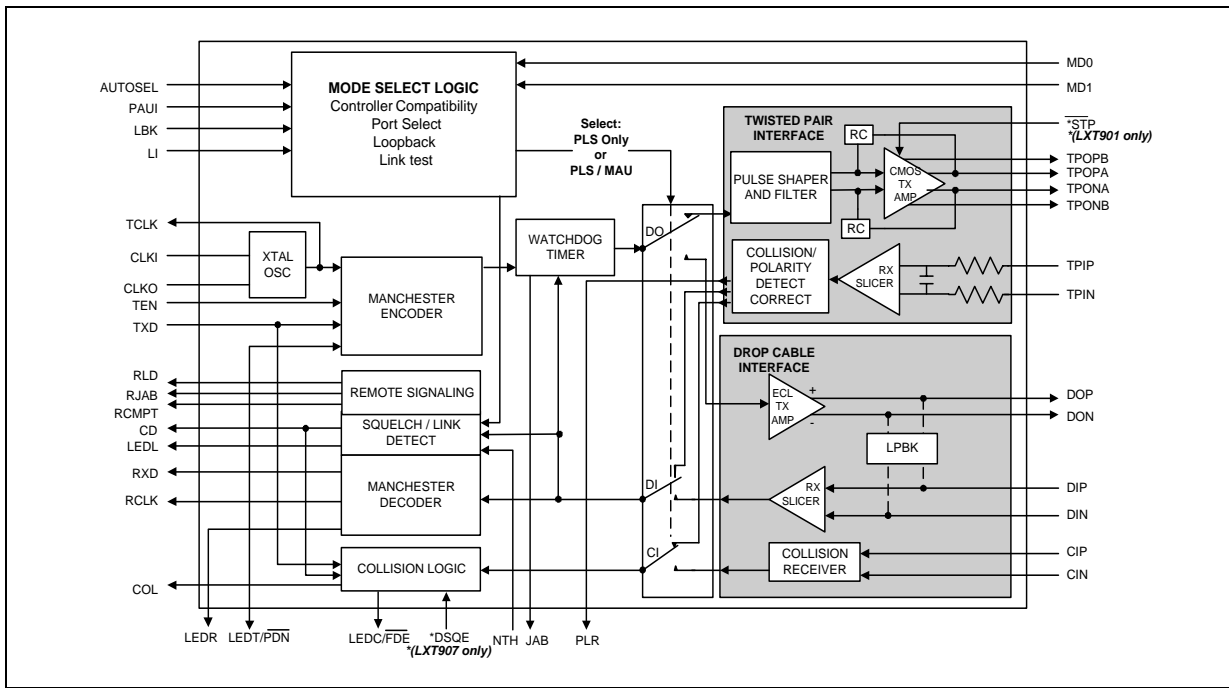 AUTOSEL
PAUI
LBK
LI
MODE SELECT LOGIC
Controller Compatibility
Port Select
Loopback
Link test
MD0
MD1
Select:
PLS Only
or
PLS / MAU
TWISTED PAIR
INTERFACE
*STP
*(LXT901 only)
RC
PULSE SHAPER
AND FILTER
CMOS
TX
AMP
RC
TPOPB
TPOPA
TPONA
TPONB
TCLK
CLKI
CLKO
TEN
TXD
XTAL
OSC
MANCHESTER
ENCODER
WATCHDOG
TIMER
DO
COLLISION/
POLARITY
DETECT
CORRECT
RX
SLICER
TPIP
TPIN
DROP CABLE
INTERFACE
RLD
RJAB
RCMPT
CD
LEDL
RXD
RCLK
REMOTE SIGNALING
SQUELCH / LINK
DETECT
MANCHESTER
DECODER
ECL
TX
AMP
+
-
DOP
DON
LPBK
DI
RX
SLICER
DIP
DIN
COLLISION LOGIC
CI
COLLISION
RECEIVER
CIP
CIN
COL
LEDR
LEDT/PDN
LEDC/FDE
*DSQE
*(LXT907 only)
NTH
JAB
PLR